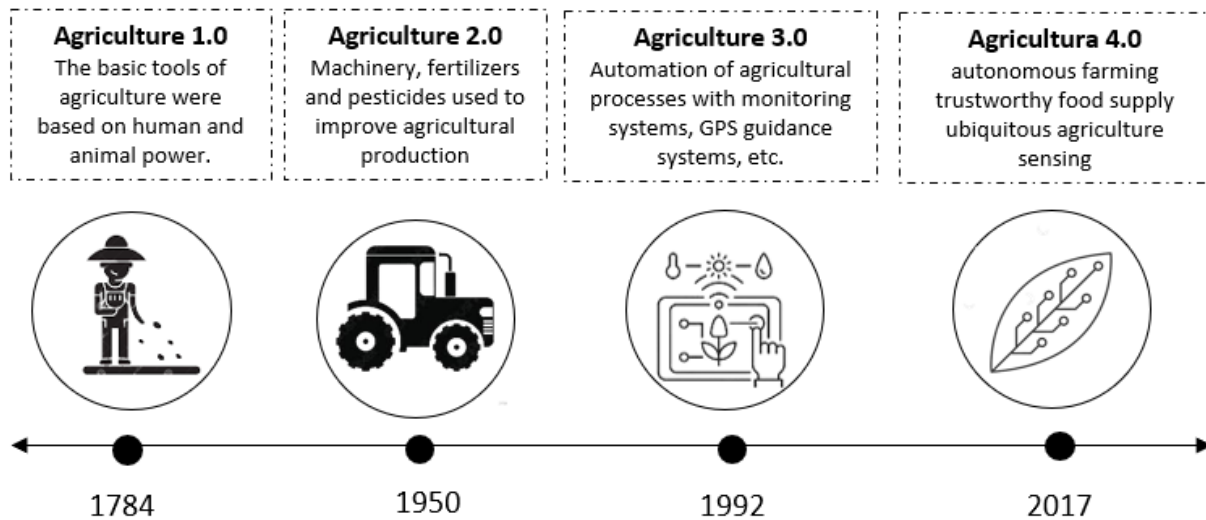 Agriculture 1.0
The basic tools of
agriculture were
based on human and
animal power.
Agriculture 2.0
Machinery, fertilizers
and pesticides used to
improve agricultural
production
Agriculture 3.0
Automation of agricultural
processes with monitoring
systems, GPS guidance
systems, etc.
Agricultura 4.0
autonomous farming
trustworthy food supply
ubiquitous agriculture
sensing
1784
1950
1992
2017